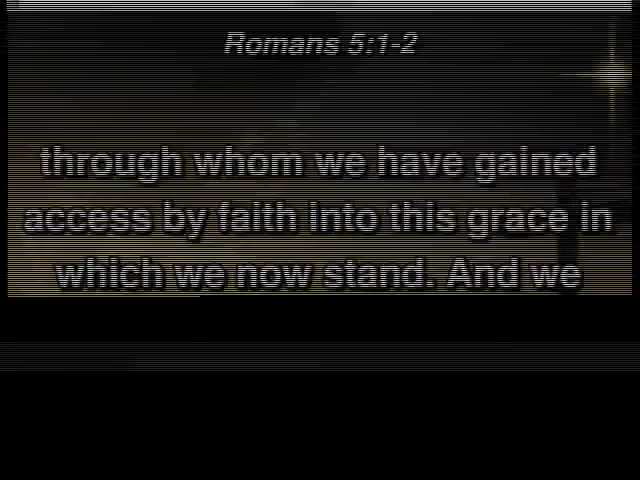 Romans 5:1-2
through whom we have gained
access by faith into this grace in
which we now stand. And we